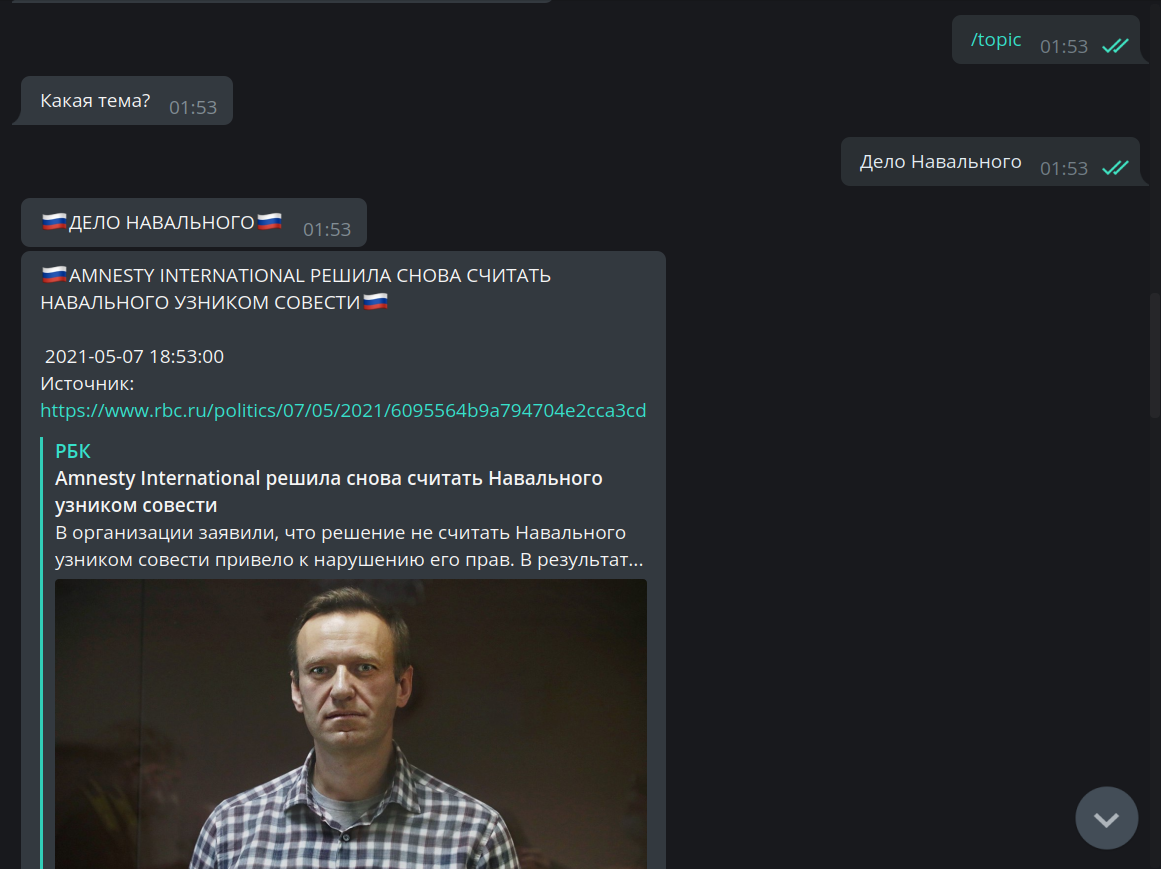 /topic 01:53
Какая тема? 01:53
Дело Навального 01:53
🇷🇺ДЕЛО НАВАЛЬНОГО🇷🇺 01:53
🇷🇺AMNESTY INTERNATIONAL РЕШИЛА СНОВА СЧИТАТЬ
НАВАЛЬНОГО УЗНИКОМ СОВЕСТИ🇷🇺
2021-05-07 18:53:00
Источник:
https://www.rbc.ru/politics/07/05/2021/6095564b9a794704e2cca3cd
РБК
Amnesty International решила снова считать Навального
узником совести
В организации заявили, что решение не считать Навального
узником совести привело к нарушению его прав. В результат...